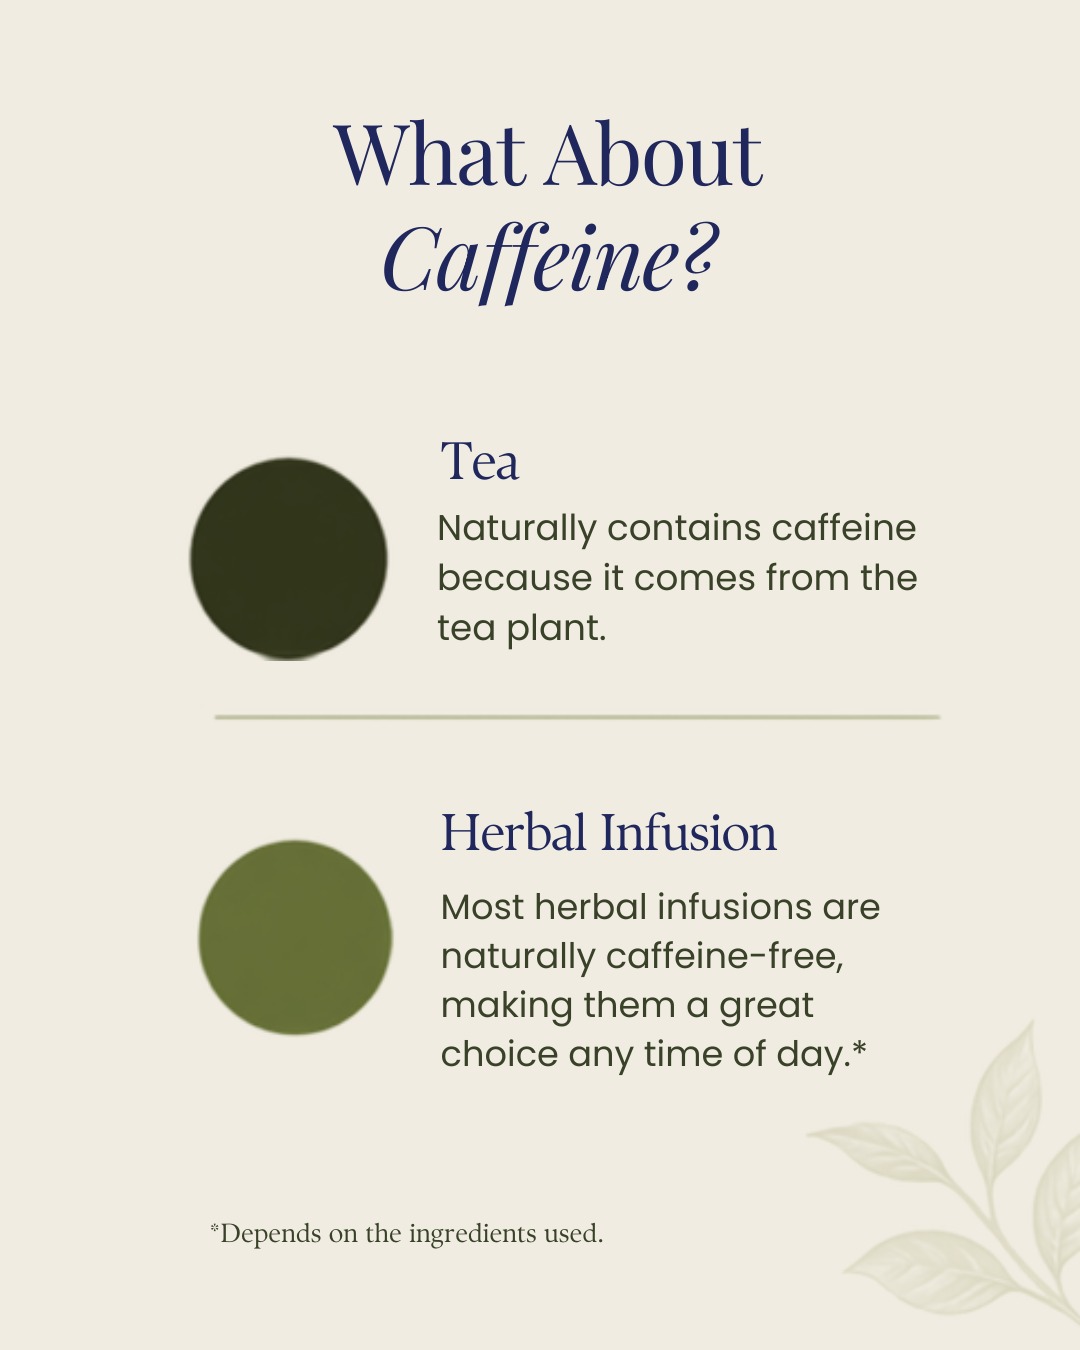 What About
Caffeine?
Tea
Naturally contains caffeine
because it comes from the
tea plant.
Herbal Infusion
Most herbal infusions are
naturally caffeine-free,
making them a great
choice any time of day.*
*Depends on the ingredients used.